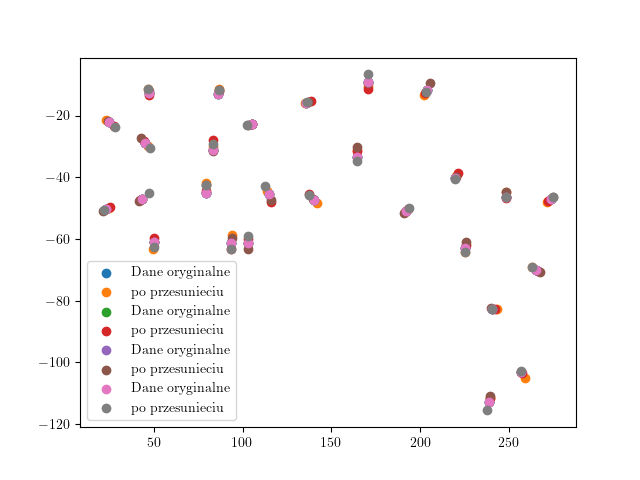 −20
−40
−60
−80
−100
−120
50
100
150
200
250
Dane oryginalne
po przesunieciu
Dane oryginalne
po przesunieciu
Dane oryginalne
po przesunieciu
Dane oryginalne
po przesunieciu